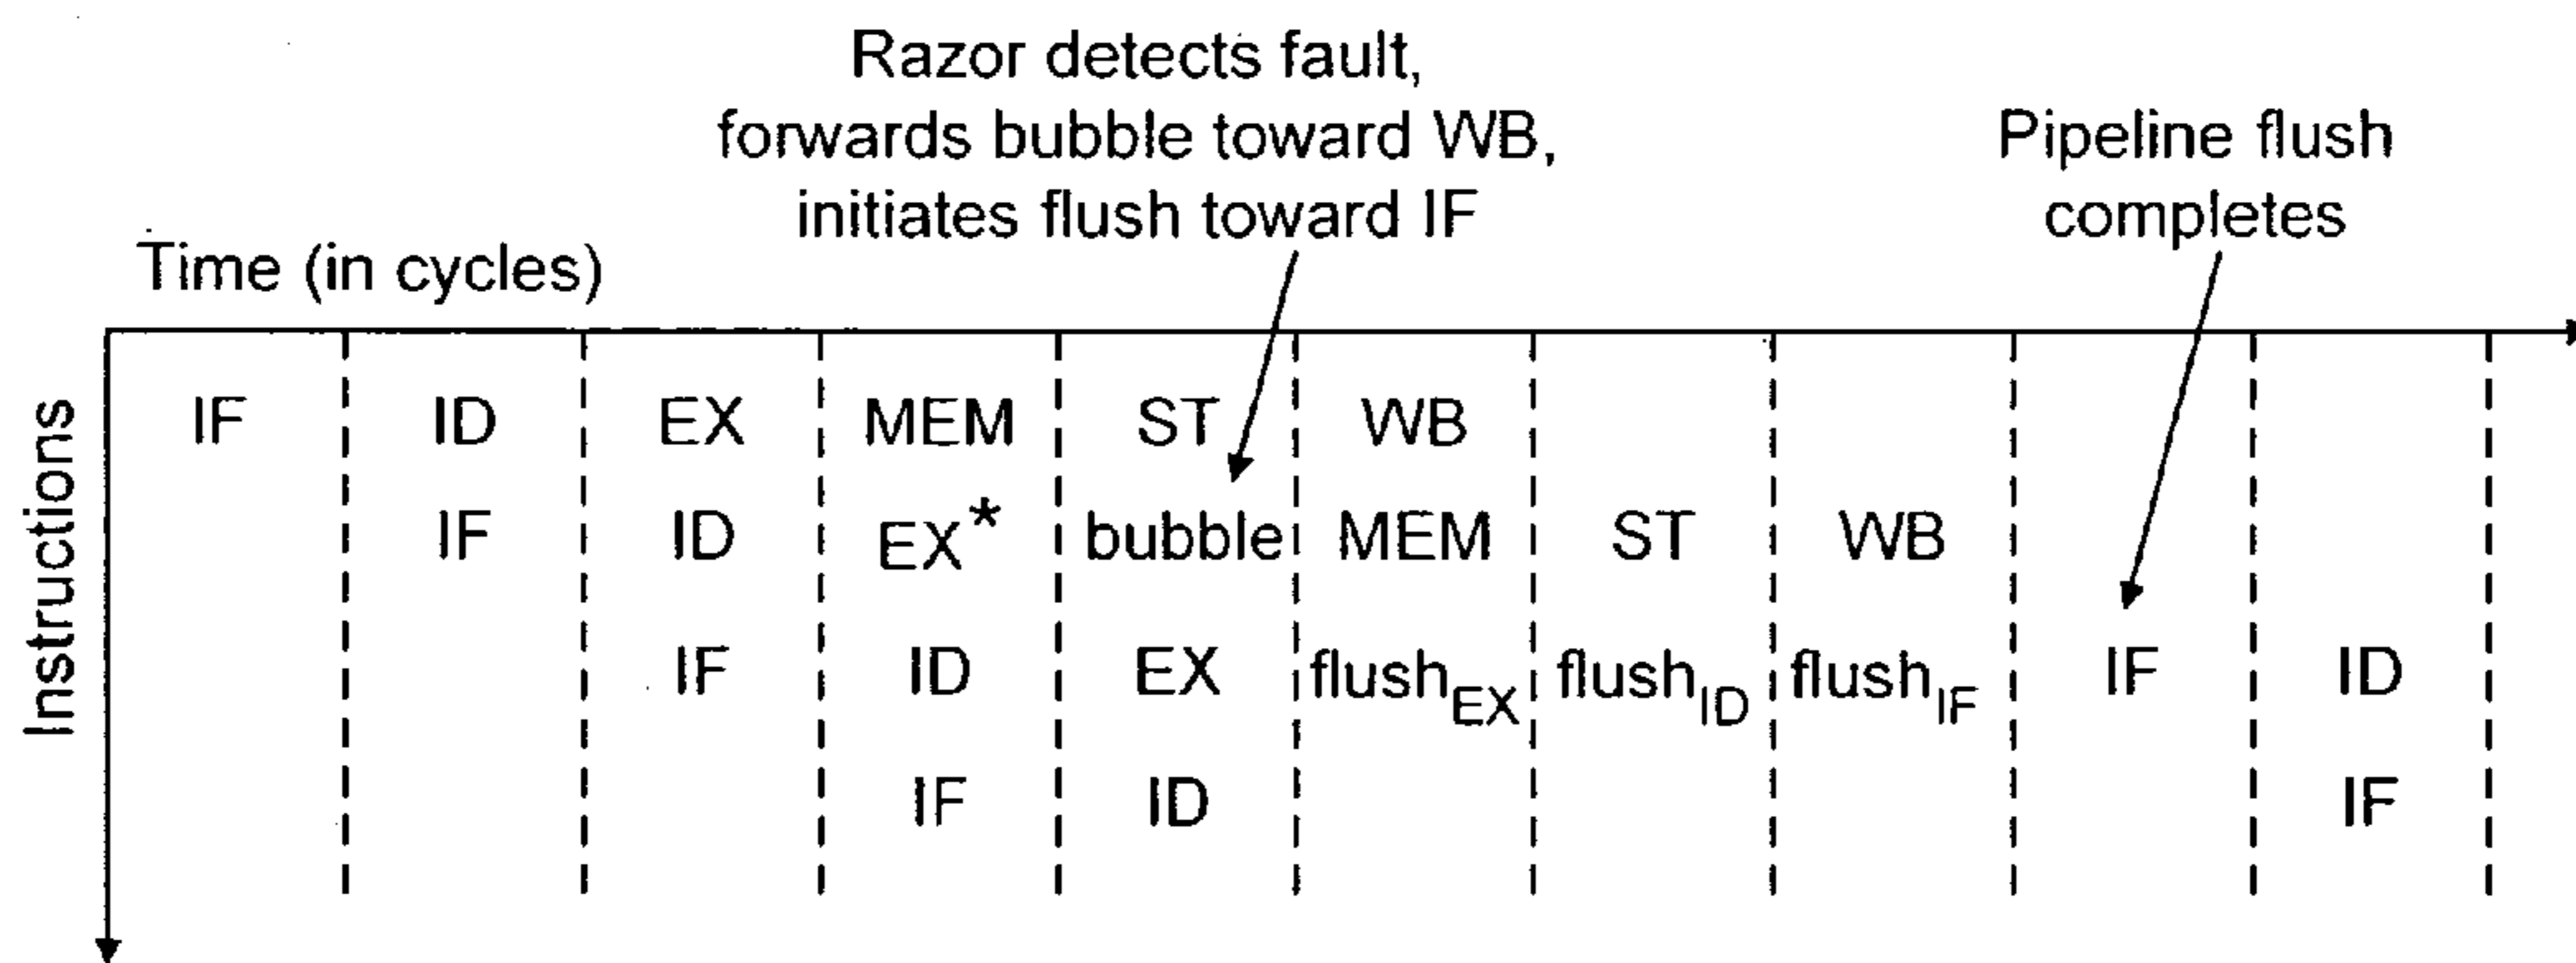 Razor detects fault,
forwards bubble toward WB,
initiates flush toward IF
Pipeline flush
completes
Time (in cycles)
Instructions
IF ID EX MEM ST WB
IF ID EX* bubble MEM ST WB
IF ID EX flushEX flushID flushIF IF ID
IF ID IF